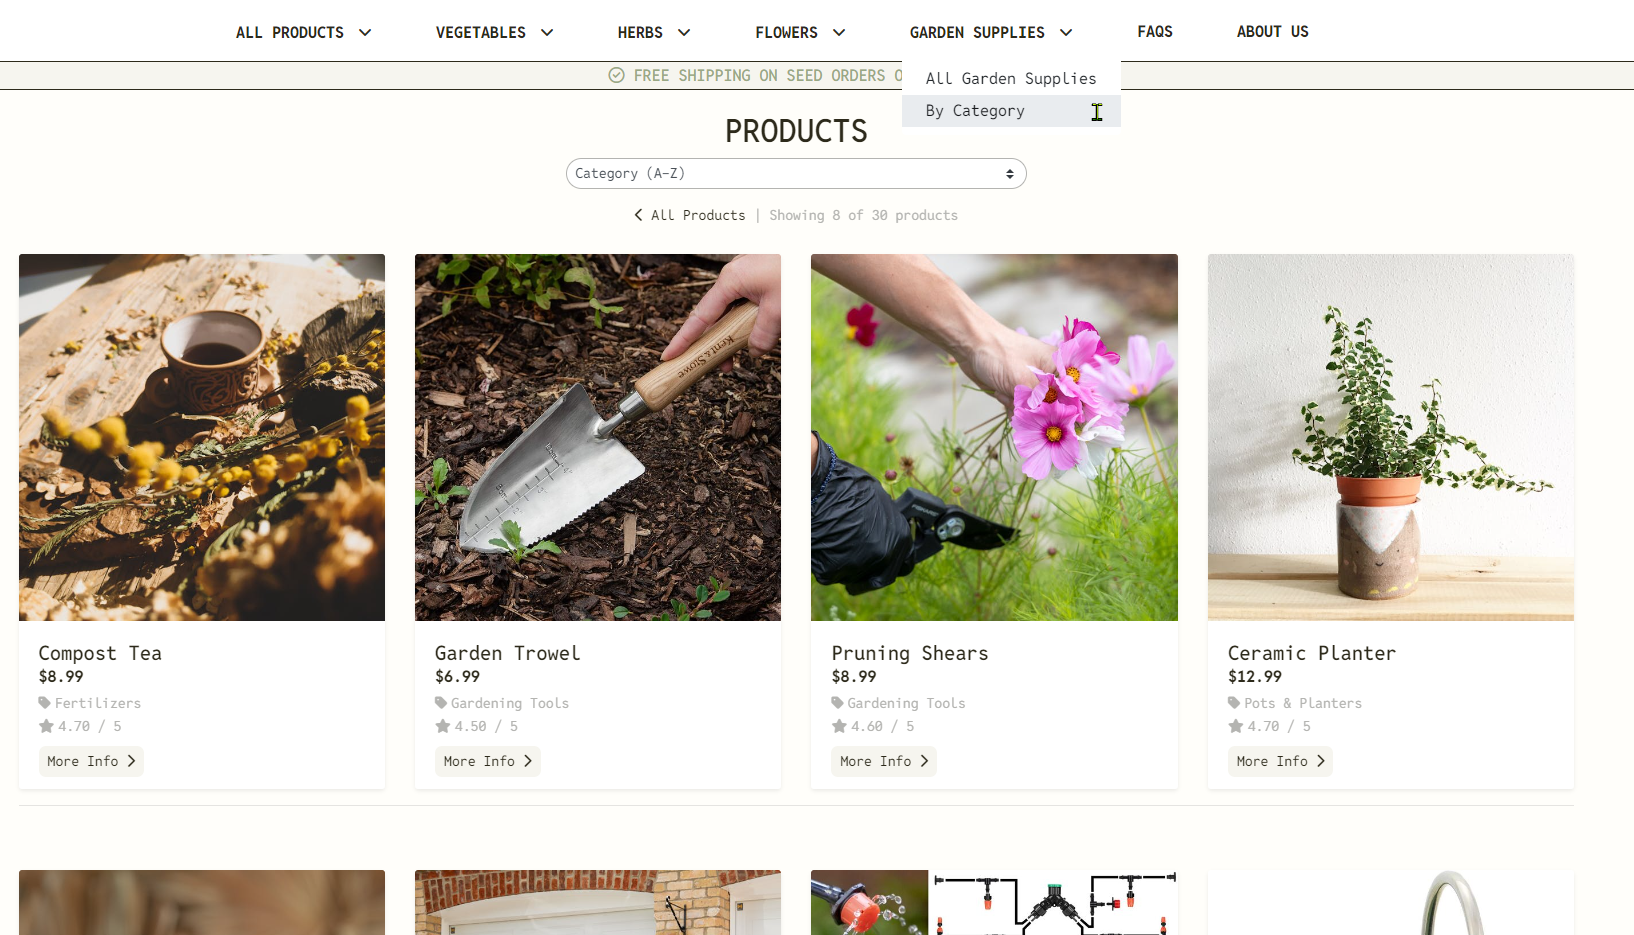 ALL PRODUCTS VEGETABLES HERBS FLOWERS GARDEN SUPPLIES FAQS ABOUT US
FREE SHIPPING ON SEED ORDERS
All Garden Supplies
By Category
PRODUCTS
Category (A-Z)
All Products | Showing 8 of 30 products
Kent & Stowe
Compost Tea
$8.99
Fertilizers
4.70 / 5
More Info
Garden Trowel
$6.99
Gardening Tools
4.50 / 5
More Info
Pruning Shears
$8.99
Gardening Tools
4.60 / 5
More Info
Ceramic Planter
$12.99
Pots & Planters
4.70 / 5
More Info